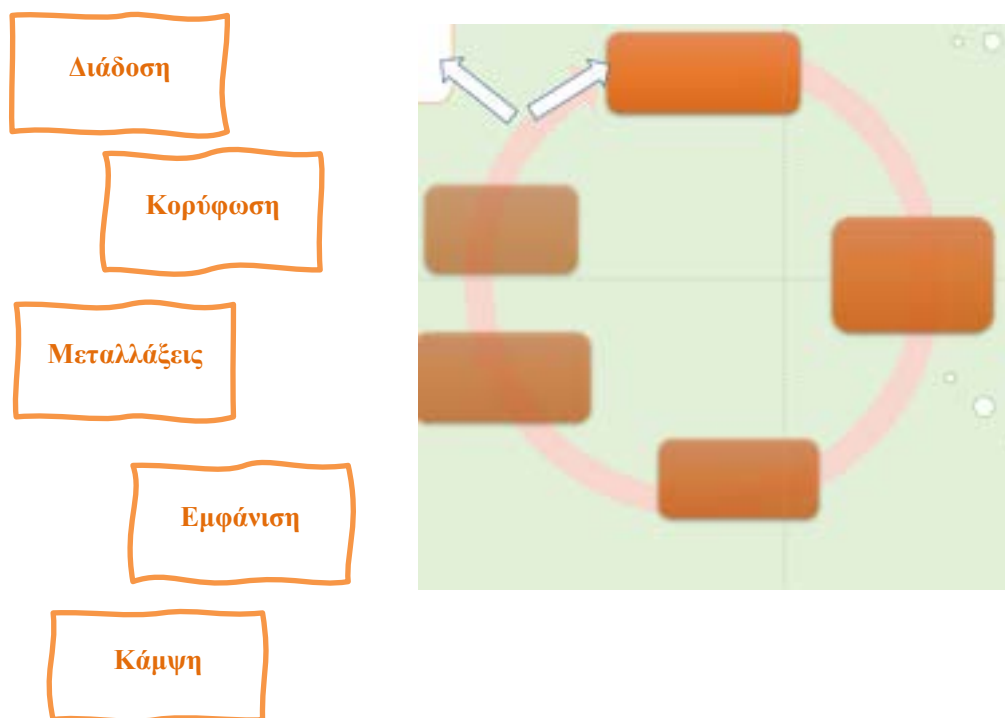 Διάδοση
Κορύφωση
Μεταλλάξεις
Εμφάνιση
Κάμψη